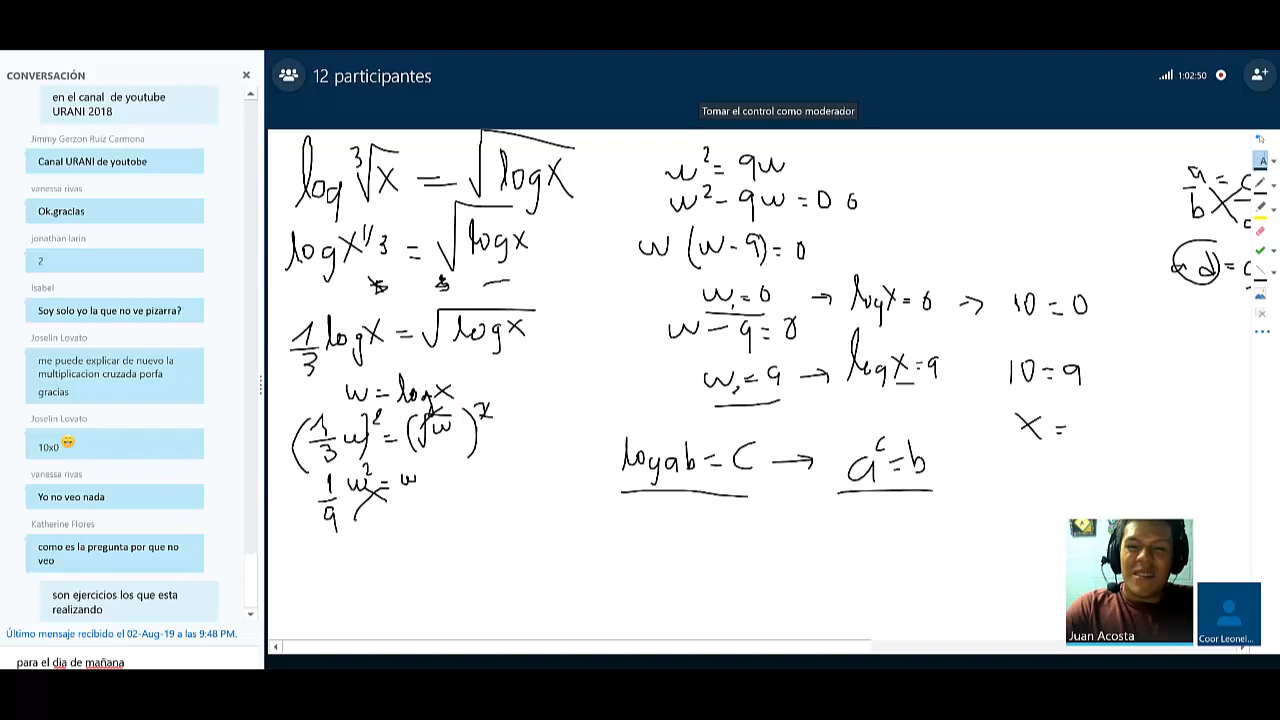 CONVERSACIÓN
×
en el canal de youtube
URANI 2018
Jimmy Gerzon Ruíz Carmona
Canal URANI de youtobe
vanessa rivas
Ok.gracias
jonathan larin
2
Isabel
Soy solo yo la que no ve pizarra?
Joselin Lovato
me puede explicar de nuevo la
multiplicacion cruzada porfa
gracias
Joselin Lovato
10x0 😄
vanessa rivas
Yo no veo nada
Katherine Flores
como es la pregunta por que no
veo
son ejercicios los que esta
realizando
Último mensaje recibido el 02-Aug-19 a las 9:48 PM.
para el dia de mañana
12 participantes
1:02:50
Tomar el control como moderador
log ∛x = √log x
log x^1/3 = √log x
1/3 log x = √log x
w = log x
(1/3 w)² = (√w)²
1/9 w² = w
w² = 9w
w² - 9w = 0
w (w - 9) = 0
w₁ = 0 → log x = 0 → 10 = 0
w - 9 = 0
w₂ = 9 → log x = 9
10 = 9
x =
log ab = C → a^c = b
a/b = c
ad = c
Juan Acosta
Coor Leonel...